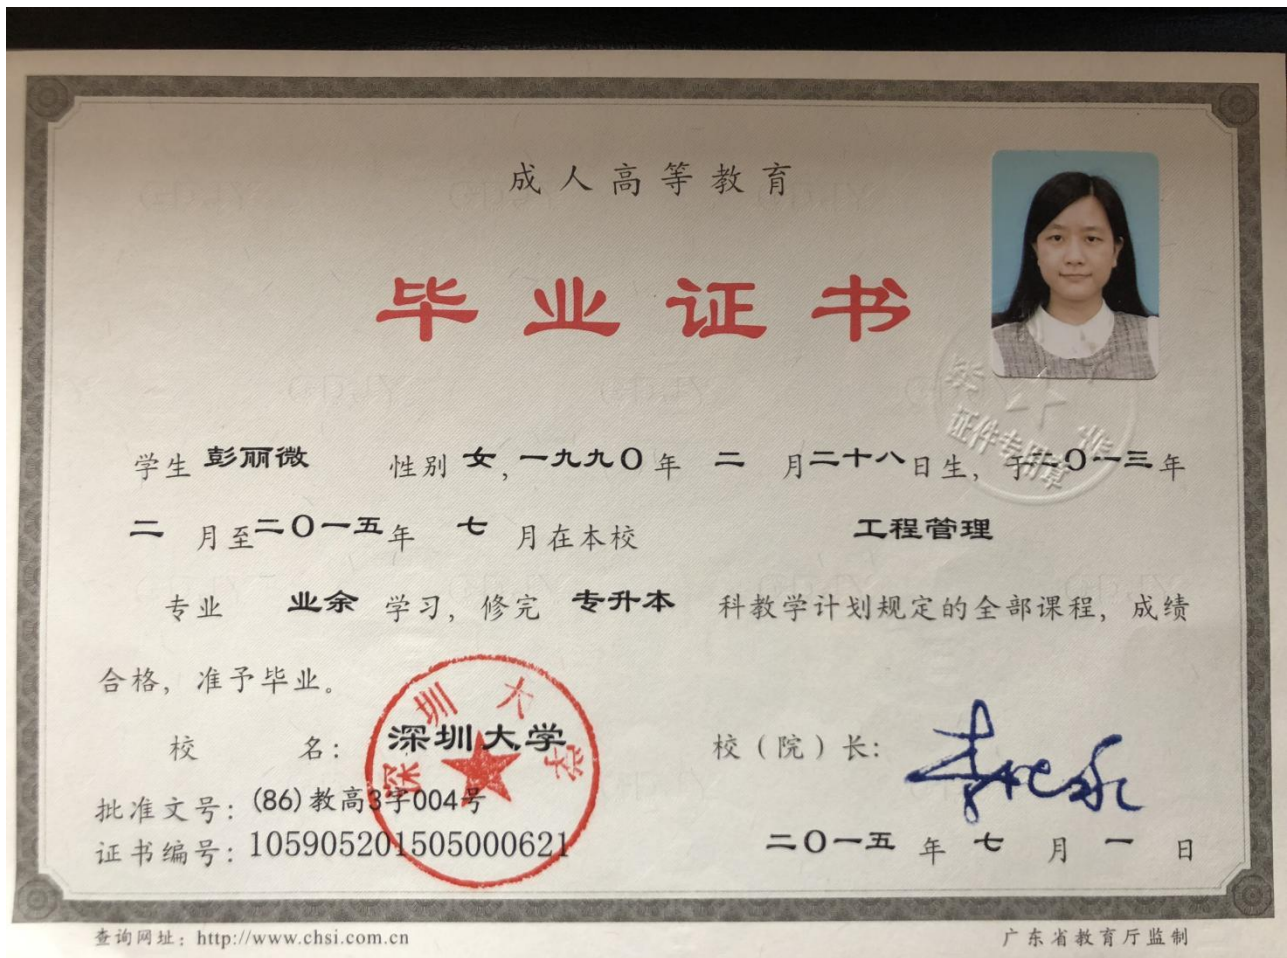 成人高等教育
毕业证书
学生 彭丽微 性别 女, 一九九〇年 二 月二十八日生, 于二〇一三年
二 月至二〇一五年 七 月在本校 工程管理
专业 业余 学习, 修完 专升本 科教学计划规定的全部课程, 成绩
合格, 准予毕业。
校 名: 深圳大学 校(院)长:
批准文号: (86)教高3字004号
证书编号: 105905201505000621
二〇一五 年 七 月 一 日
查询网址: http://www.chsi.com.cn 广东省教育厅监制
深圳大学
证件专用章